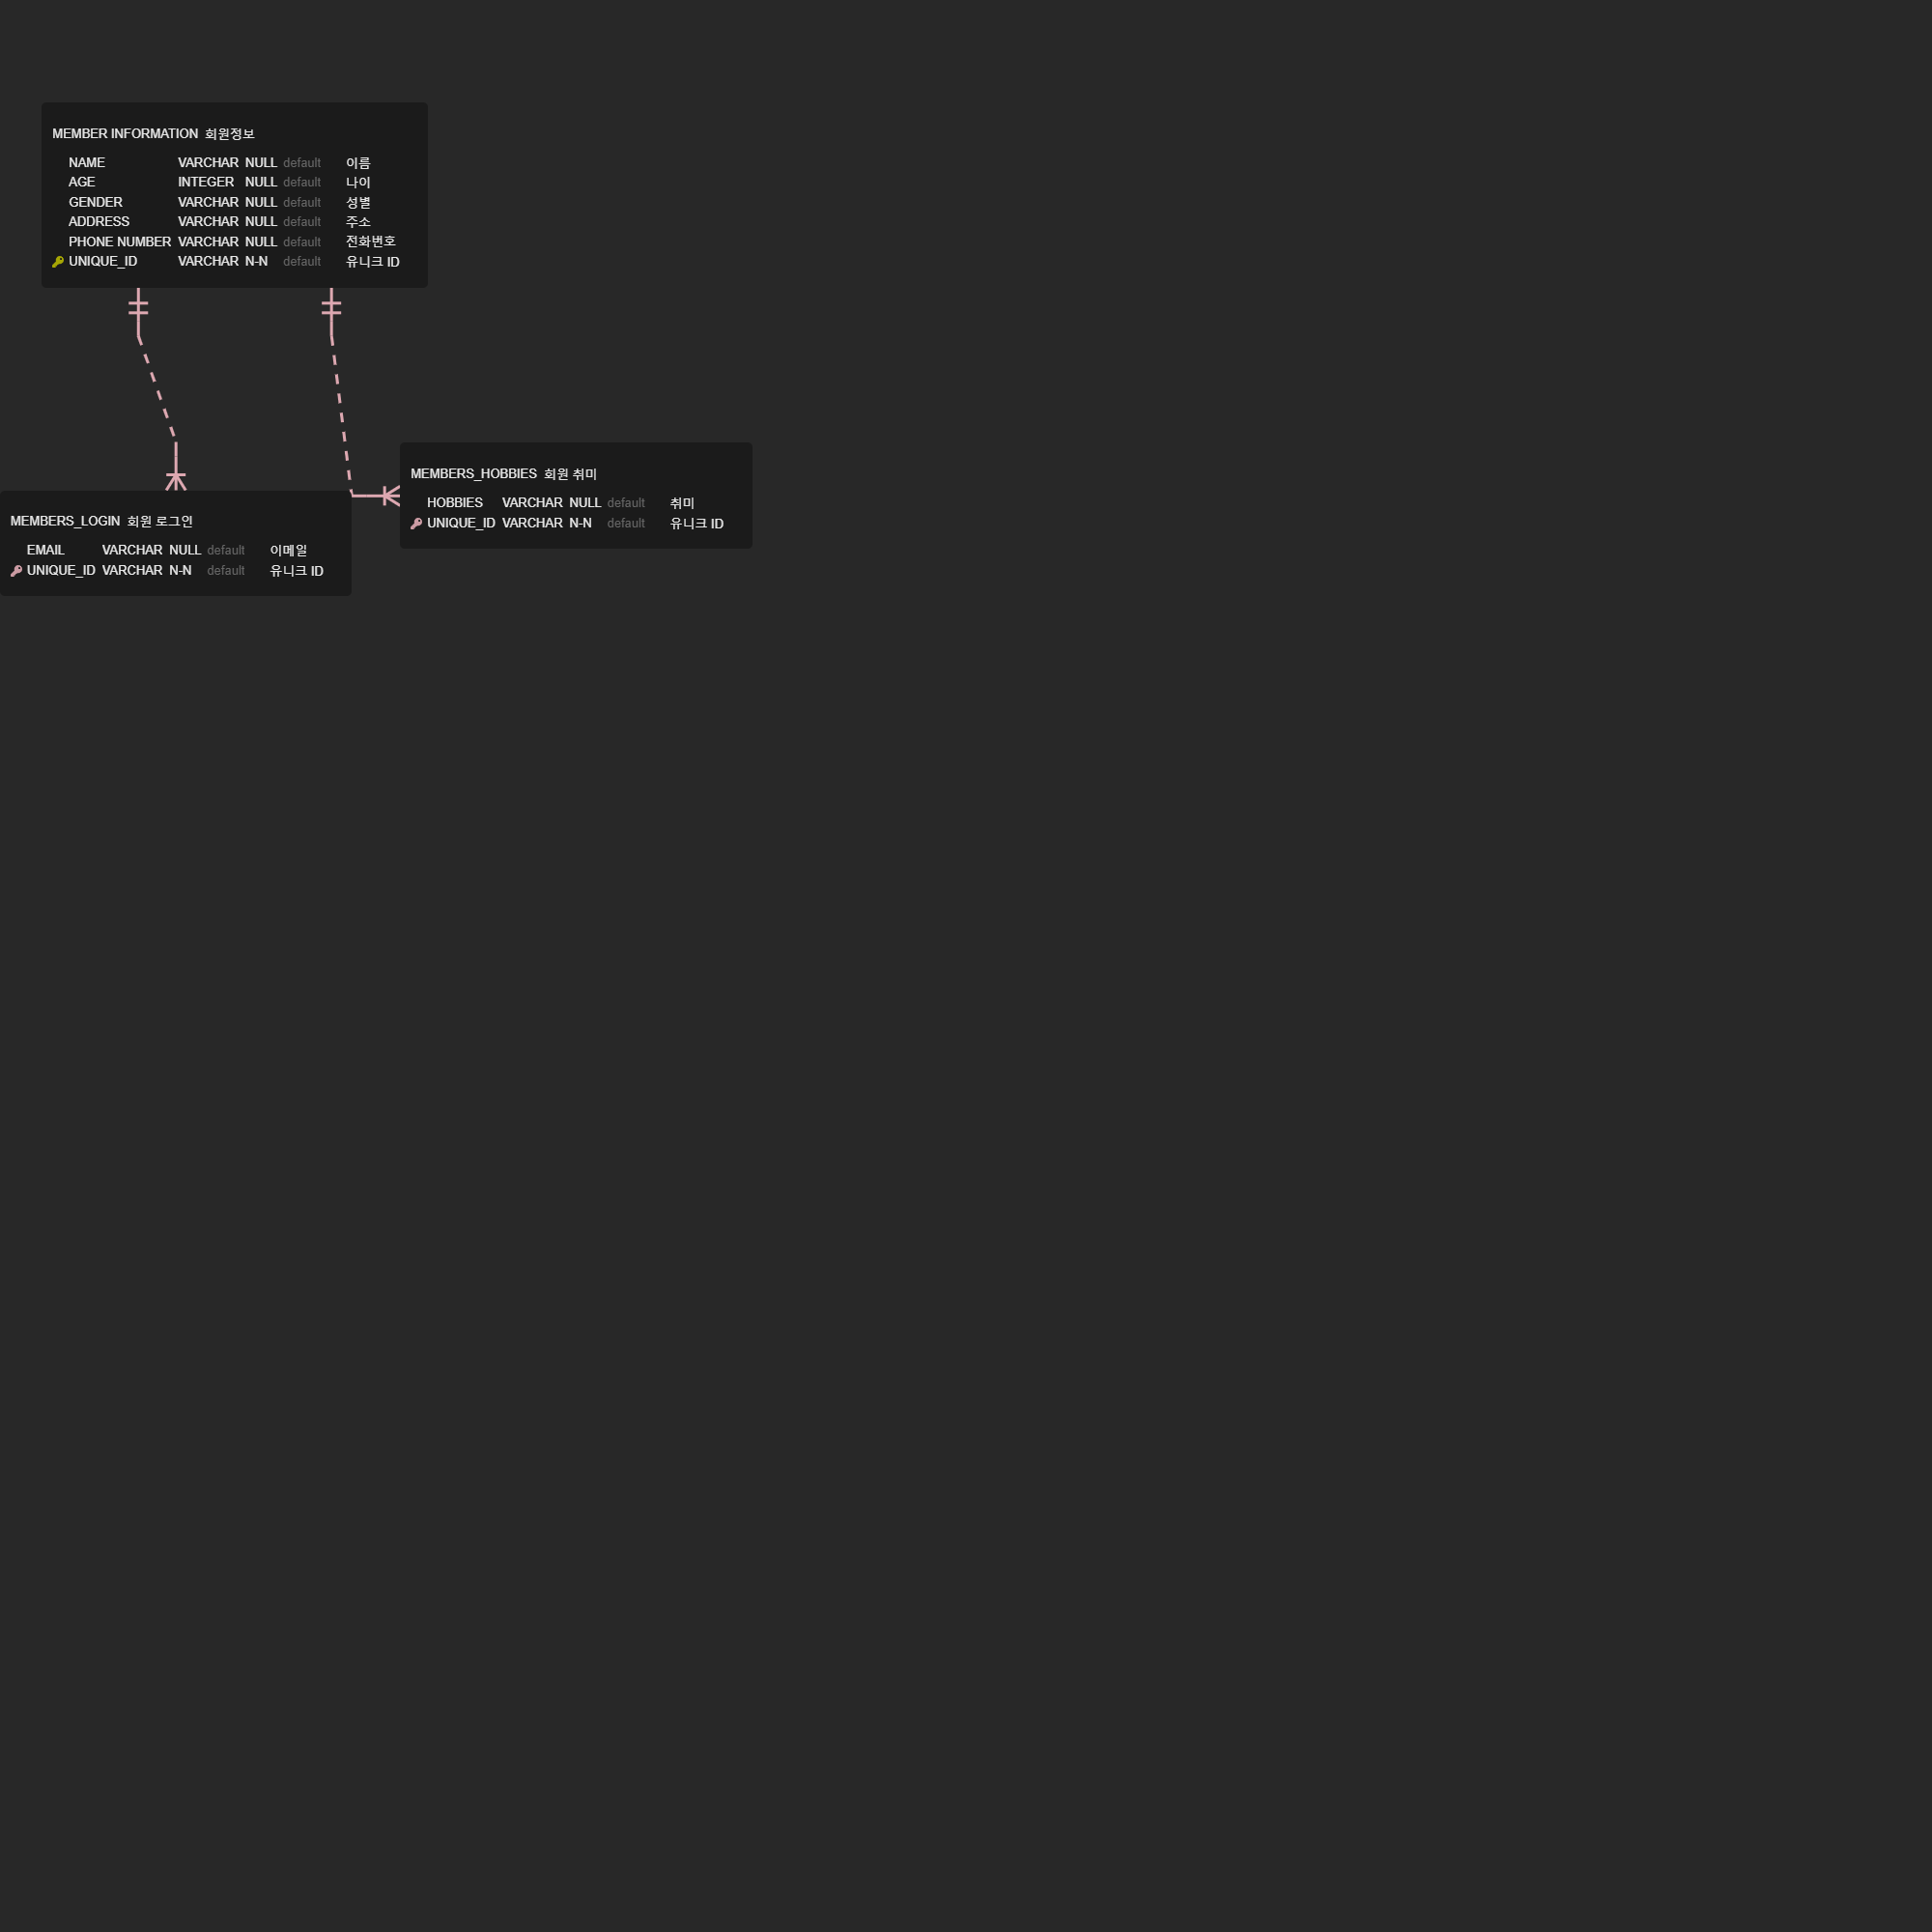 MEMBER INFORMATION 회원정보
NAME VARCHAR NULL default 이름
AGE INTEGER NULL default 나이
GENDER VARCHAR NULL default 성별
ADDRESS VARCHAR NULL default 주소
PHONE NUMBER VARCHAR NULL default 전화번호
UNIQUE_ID VARCHAR N-N default 유니크 ID
MEMBERS_HOBBIES 회원 취미
HOBBIES VARCHAR NULL default 취미
UNIQUE_ID VARCHAR N-N default 유니크 ID
MEMBERS_LOGIN 회원 로그인
EMAIL VARCHAR NULL default 이메일
UNIQUE_ID VARCHAR N-N default 유니크 ID